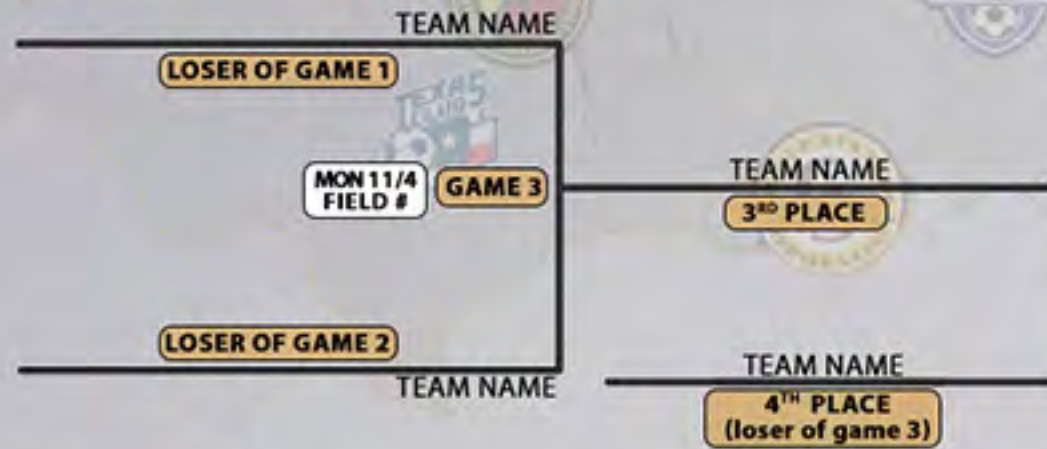 TEAM NAME
LOSER OF GAME 1
TEXAS
MON 11/4
FIELD #
GAME 3
TEAM NAME
3RD PLACE
LOSER OF GAME 2
TEAM NAME
TEAM NAME
4TH PLACE
(loser of game 3)